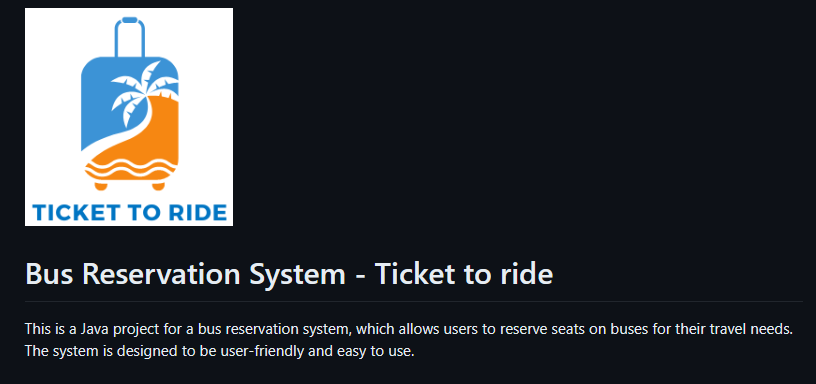 TICKET TO RIDE
Bus Reservation System - Ticket to ride
This is a Java project for a bus reservation system, which allows users to reserve seats on buses for their travel needs.
The system is designed to be user-friendly and easy to use.